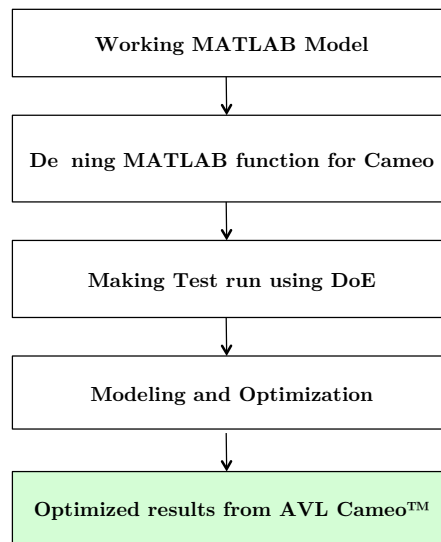 Working MATLAB Model
De ning MATLAB function for Cameo
Making Test run using DoE
Modeling and Optimization
Optimized results from AVL Cameo™